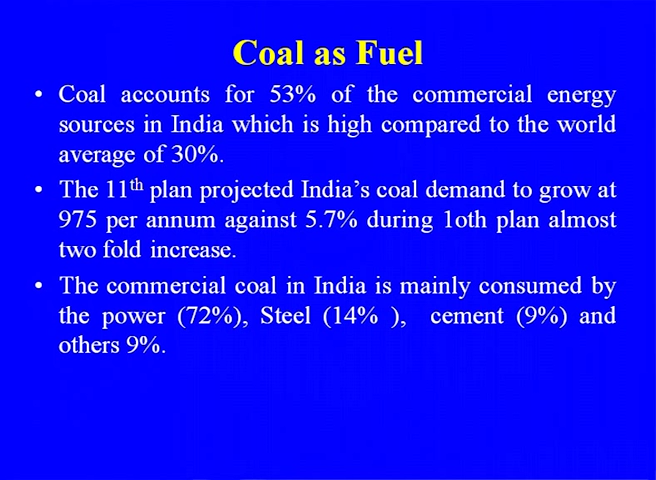 Coal as Fuel
• Coal accounts for 53% of the commercial energy
sources in India which is high compared to the world
average of 30%.
• The 11th plan projected India’s coal demand to grow at
975 per annum against 5.7% during 1oth plan almost
two fold increase.
• The commercial coal in India is mainly consumed by
the power (72%), Steel (14% ), cement (9%) and
others 9%.